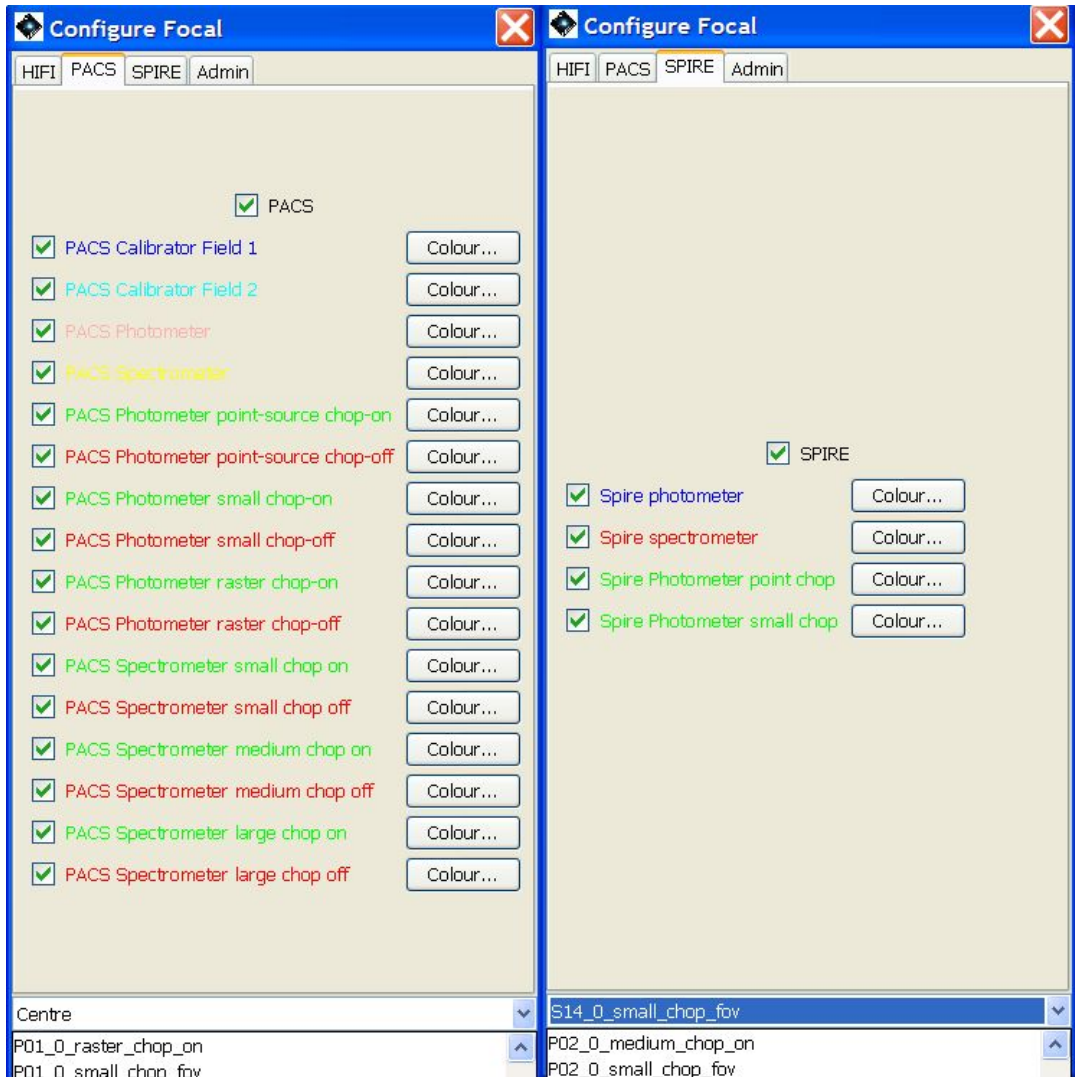 Configure Focal
HIFI PACS SPIRE Admin
PACS
PACS Calibrator Field 1 Colour...
PACS Calibrator Field 2 Colour...
PACS Photometer Colour...
PACS Spectrometer Colour...
PACS Photometer point-source chop-on Colour...
PACS Photometer point-source chop-off Colour...
PACS Photometer small chop-on Colour...
PACS Photometer small chop-off Colour...
PACS Photometer raster chop-on Colour...
PACS Photometer raster chop-off Colour...
PACS Spectrometer small chop on Colour...
PACS Spectrometer small chop off Colour...
PACS Spectrometer medium chop on Colour...
PACS Spectrometer medium chop off Colour...
PACS Spectrometer large chop on Colour...
PACS Spectrometer large chop off Colour...
Centre
P01_0_raster_chop_on
P01_0_small_chop_fov
Configure Focal
HIFI PACS SPIRE Admin
SPIRE
Spire photometer Colour...
Spire spectrometer Colour...
Spire Photometer point chop Colour...
Spire Photometer small chop Colour...
S14_0_small_chop_fov
P02_0_medium_chop_on
P02_0_small_chop_fov